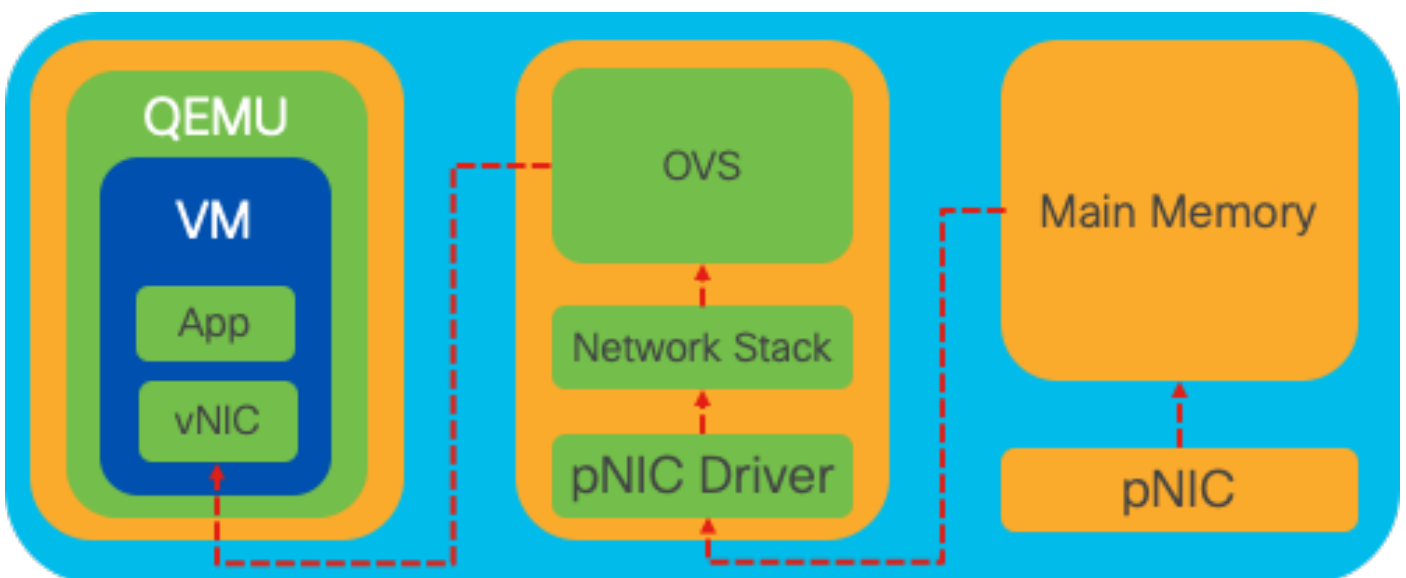 QEMU
VM
App
vNIC
OVS
Network Stack
pNIC Driver
Main Memory
pNIC